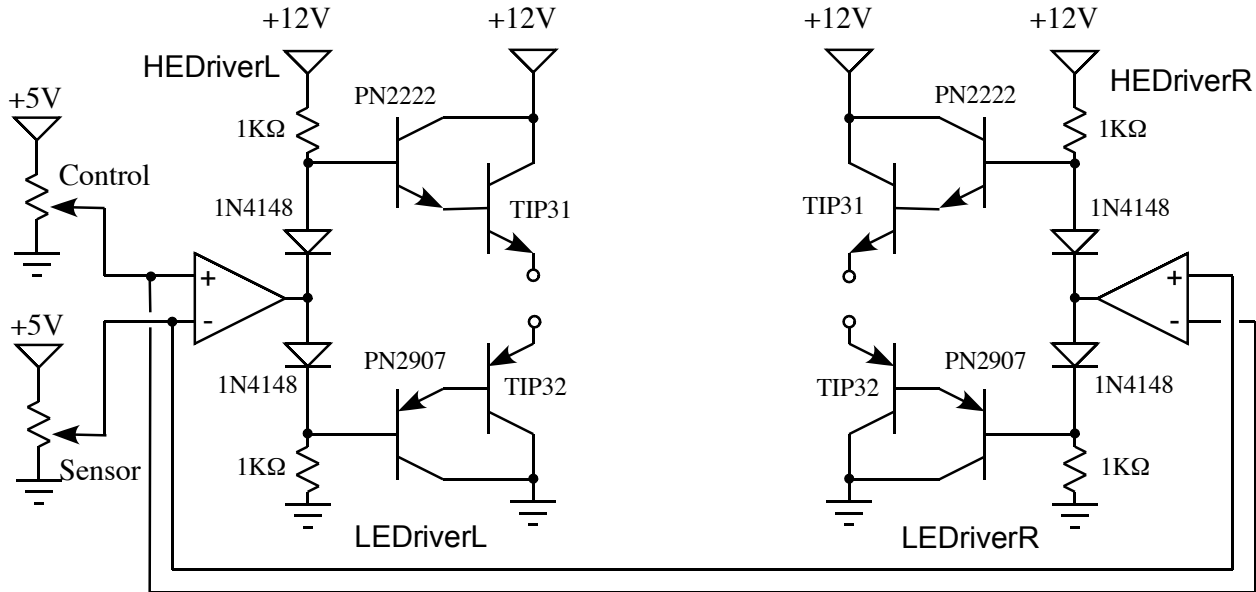 +12V
+12V
+12V
+12V
HEDriverL
HEDriverR
PN2222
PN2222
+5V
1KΩ
1KΩ
Control
1N4148
TIP31
TIP31
1N4148
+
-
+
-
+5V
1N4148
PN2907
TIP32
TIP32
PN2907
1N4148
Sensor
1KΩ
1KΩ
LEDriverL
LEDriverR